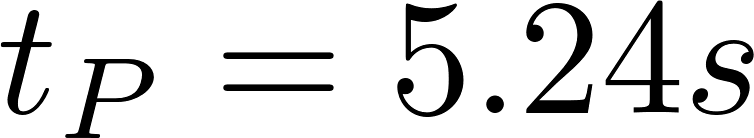 t_P = 5.24s